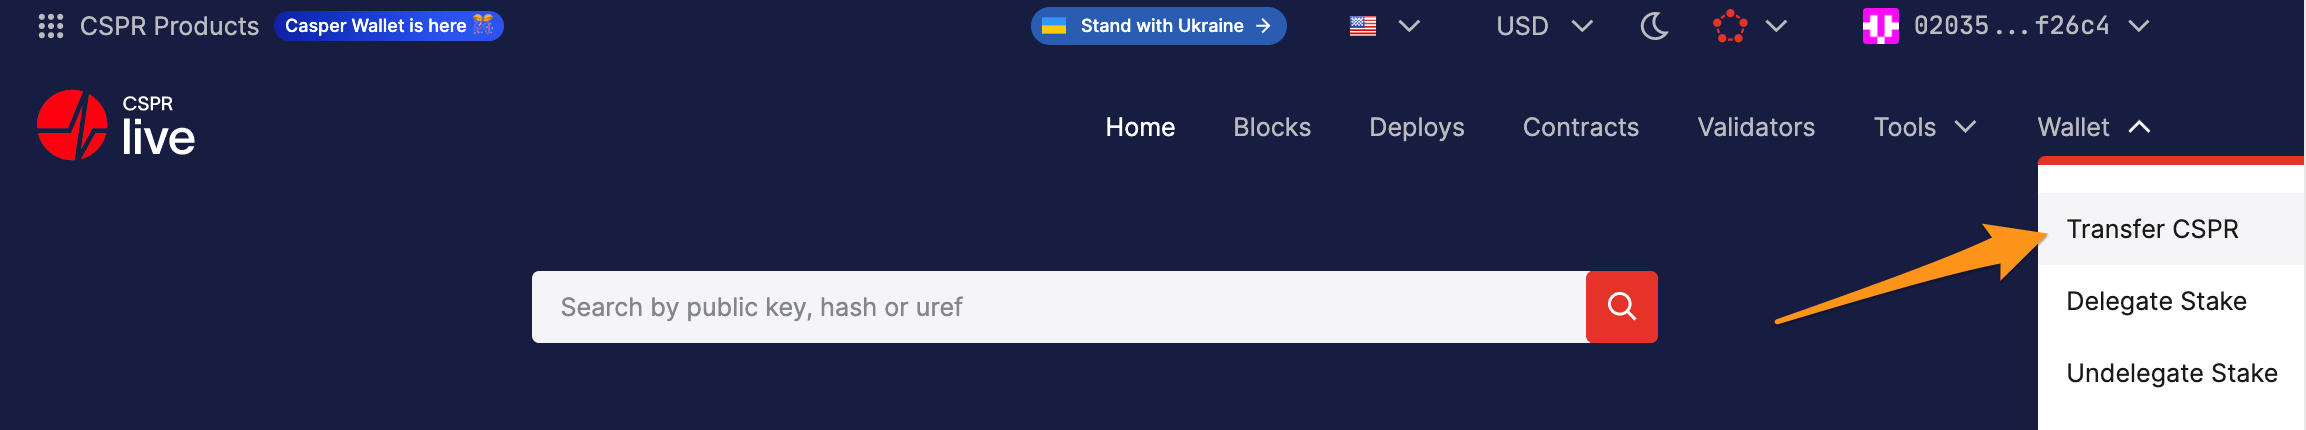 CSPR Products
Casper Wallet is here
Stand with Ukraine →
USD
02035...f26c4
CSPR
live
Home
Blocks
Deploys
Contracts
Validators
Tools
Wallet
Transfer CSPR
Search by public key, hash or uref
Delegate Stake
Undelegate Stake